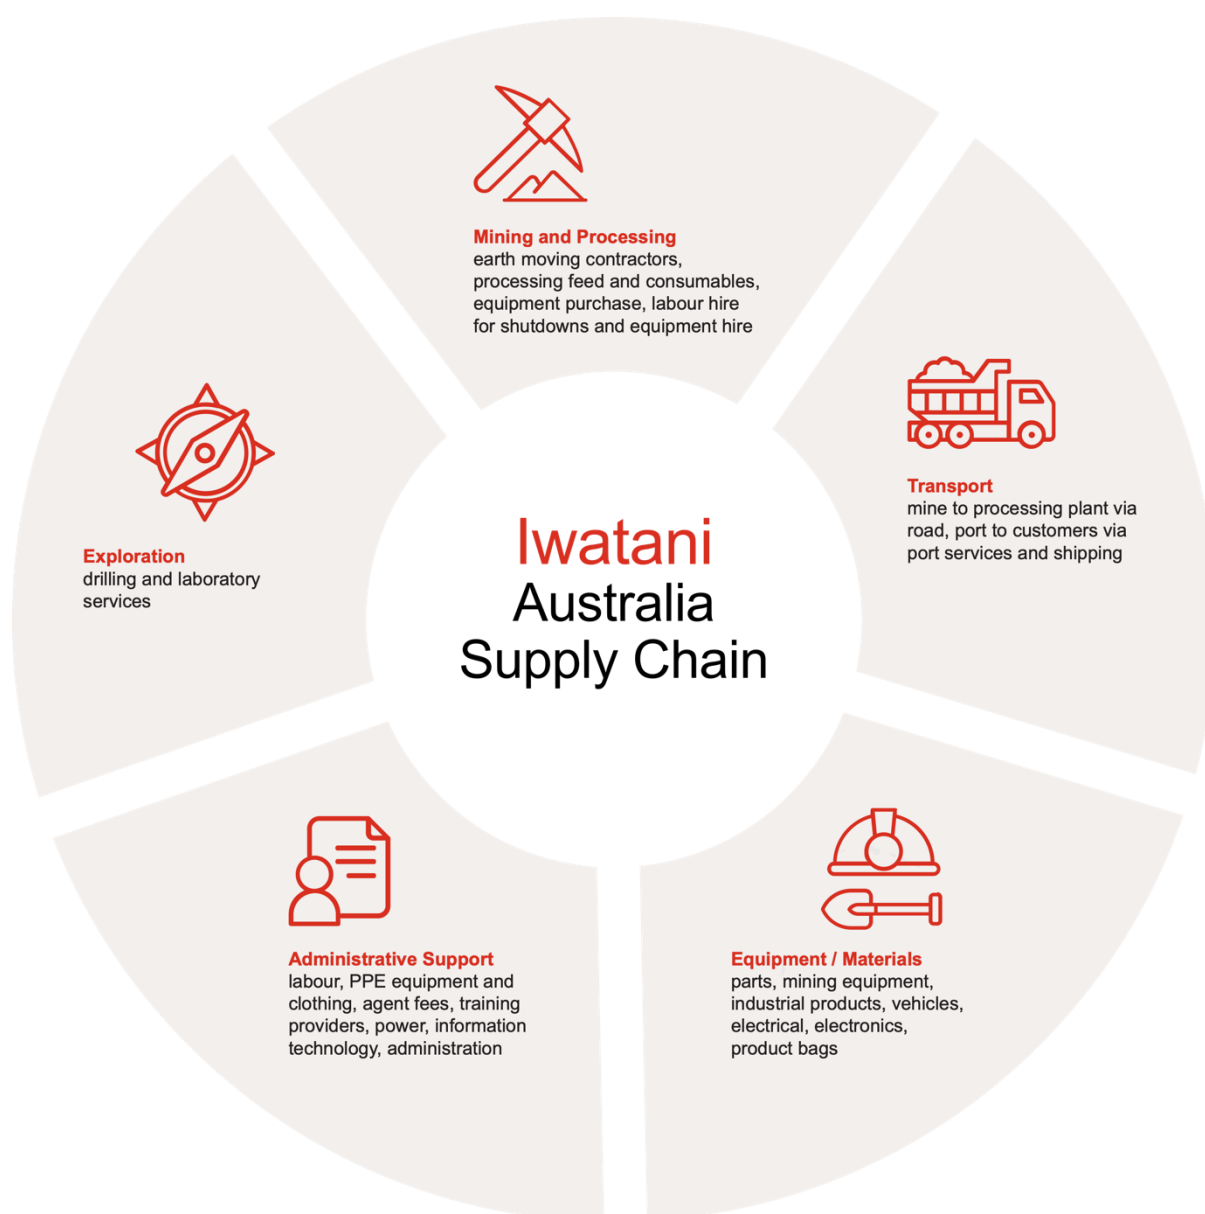 Mining and Processing
earth moving contractors,
processing feed and consumables,
equipment purchase, labour hire
for shutdowns and equipment hire
Transport
mine to processing plant via
road, port to customers via
port services and shipping
Exploration
drilling and laboratory
services
Iwatani
Australia
Supply Chain
Administrative Support
labour, PPE equipment and
clothing, agent fees, training
providers, power, information
technology, administration
Equipment / Materials
parts, mining equipment,
industrial products, vehicles,
electrical, electronics,
product bags